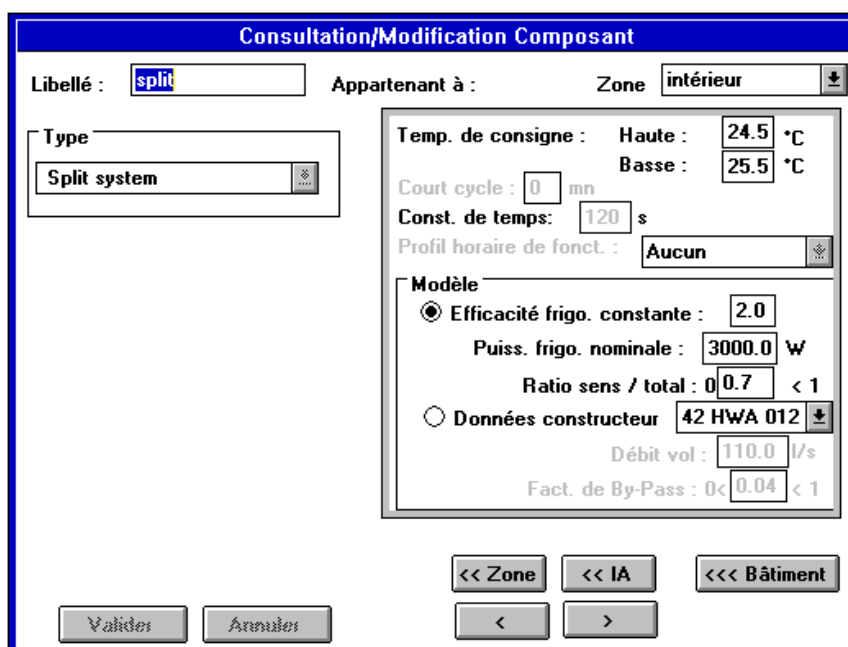 Consultation/Modification Composant
Libellé : split Appartenant à : Zone intérieur
Type
Split system
Temp. de consigne : Haute : 24.5 °C
Basse : 25.5 °C
Court cycle : 0 mn
Const. de temps: 120 s
Profil horaire de fonct. : Aucun
Modèle
Efficacité frigo. constante : 2.0
Puiss. frigo. nominale : 3000.0 W
Ratio sens / total : 0 0.7 < 1
Données constructeur 42 HWA 012
Débit vol : 110.0 l/s
Fact. de By-Pass : 0< 0.04 < 1
<< Zone << IA <<< Bâtiment
Valider Annuler < >